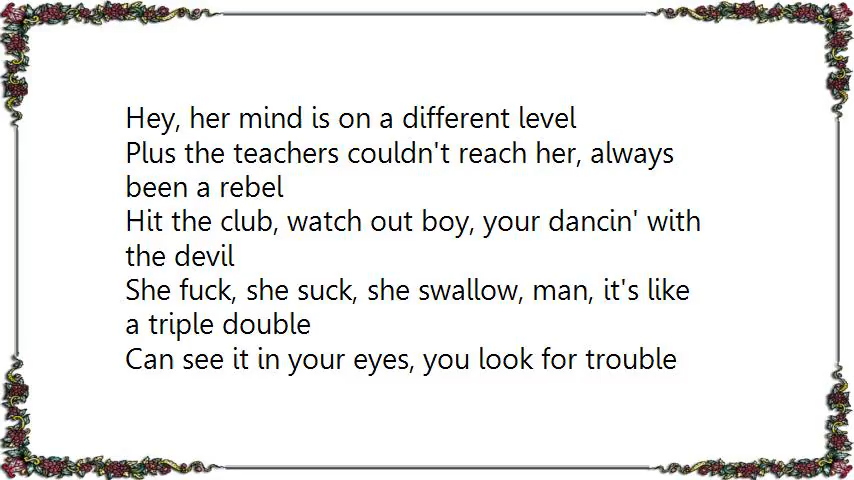 Hey, her mind is on a different level
Plus the teachers couldn't reach her, always
been a rebel
Hit the club, watch out boy, your dancin' with
the devil
She fuck, she suck, she swallow, man, it's like
a triple double
Can see it in your eyes, you look for trouble